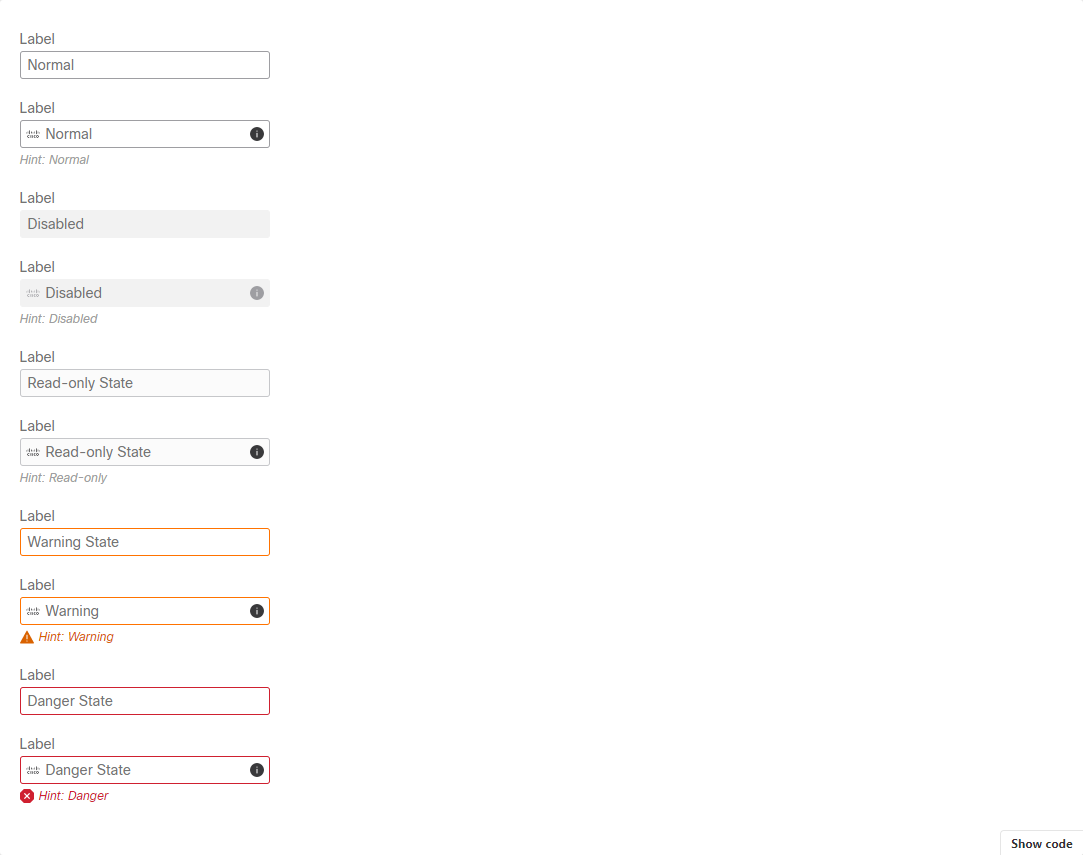 Label
Normal
Label
Normal
Hint: Normal
Label
Disabled
Label
Disabled
Hint: Disabled
Label
Read-only State
Label
Read-only State
Hint: Read-only
Label
Warning State
Label
Warning
Hint: Warning
Label
Danger State
Label
Danger State
Hint: Danger
Show code